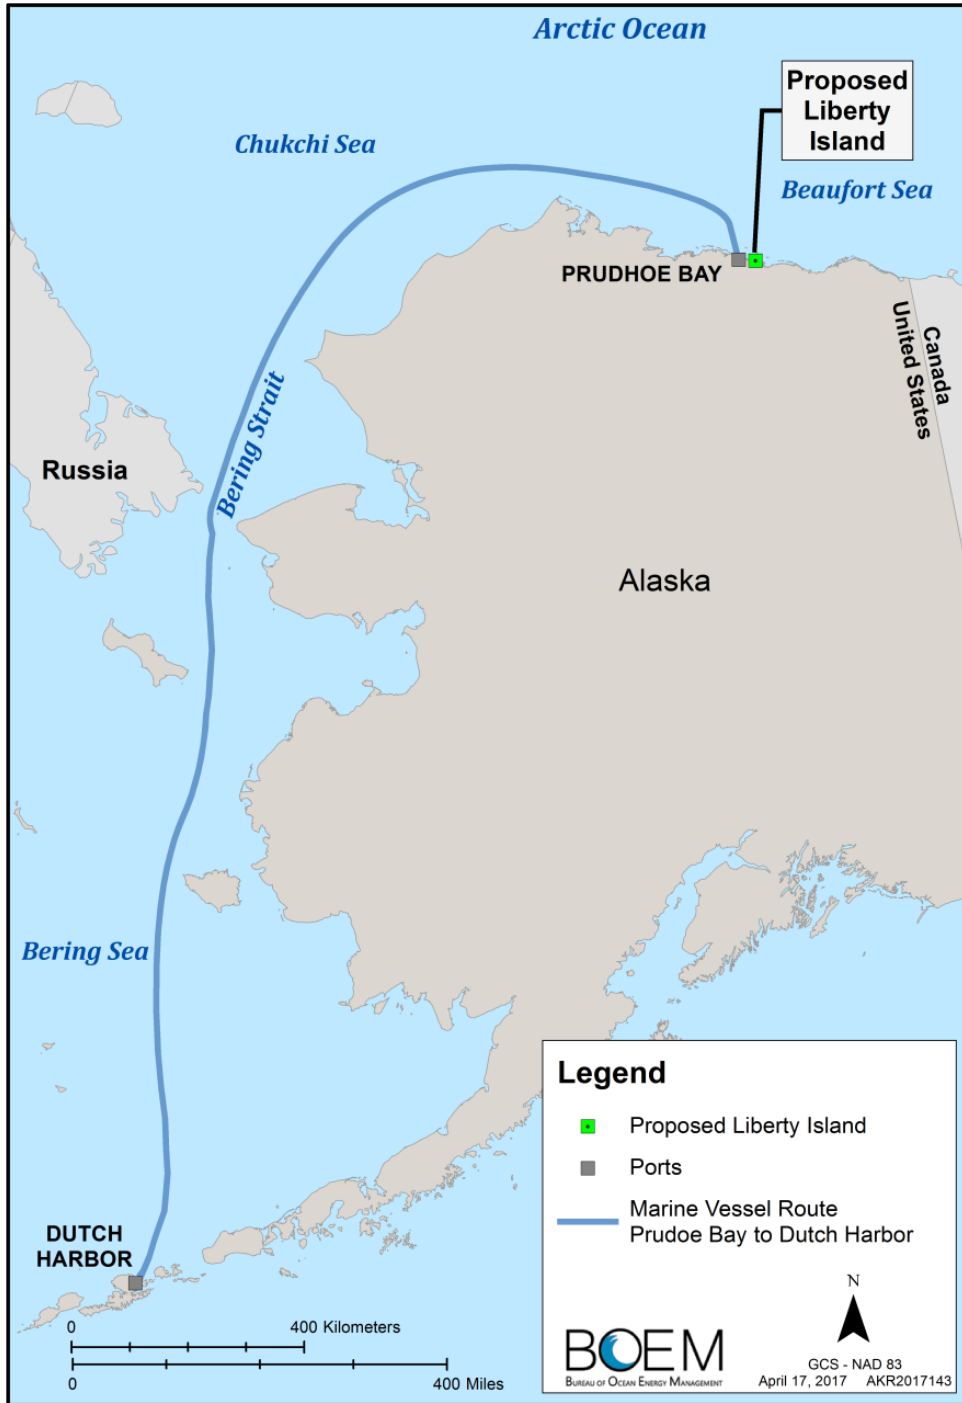 Arctic Ocean
Proposed
Liberty
Island
Chukchi Sea
Beaufort Sea
PRUDHOE BAY
Canada
United States
Bering Strait
Russia
Alaska
Bering Sea
DUTCH
HARBOR
Legend
Proposed Liberty Island
Ports
Marine Vessel Route
Prudoe Bay to Dutch Harbor
0 400 Kilometers
0 400 Miles
N
BOEM
BUREAU OF OCEAN ENERGY MANAGEMENT
GCS - NAD 83
April 17, 2017 AKR2017143